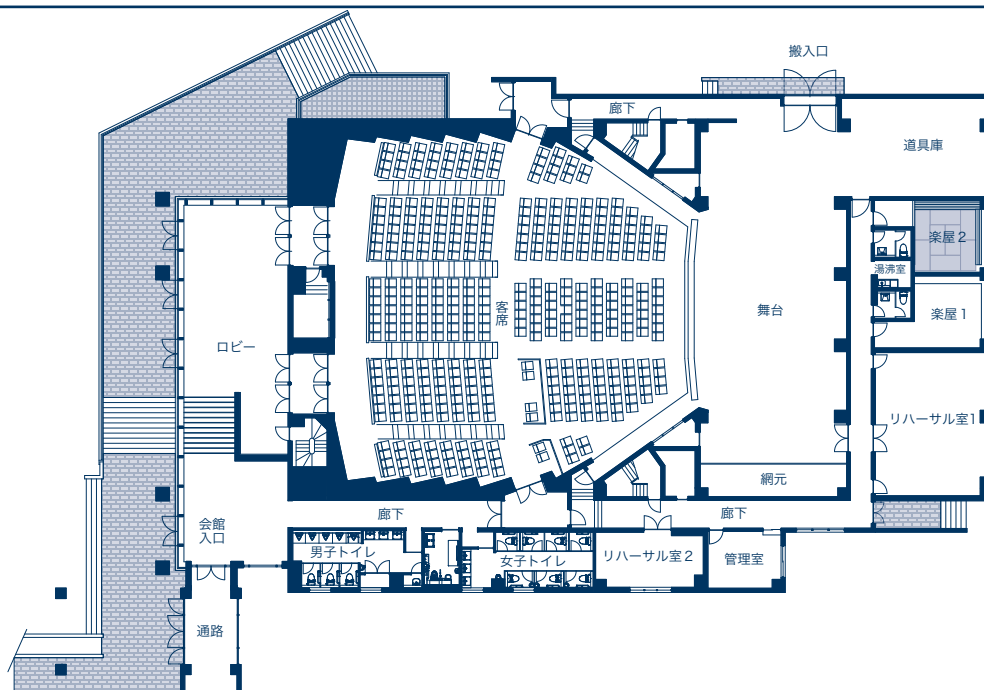 搬入口
廊下
道具庫
楽屋2
湯沸室
客席
舞台
楽屋1
ロビー
リハーサル室1
網元
廊下
廊下
会館
入口
男子トイレ
女子トイレ
リハーサル室2
管理室
通路